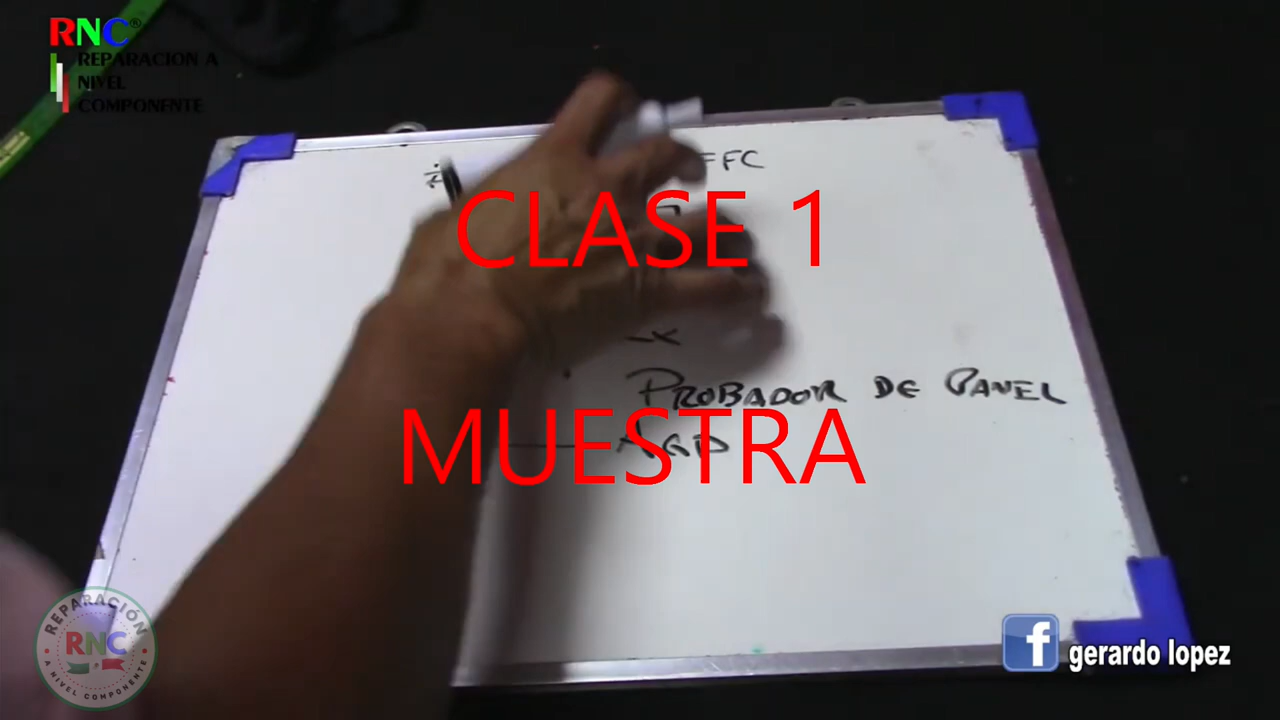 RNC®
REPARACION A
NIVEL
COMPONENTE
FFC
CLASE 1
PROBADOR DE PANEL
MUESTRA
REPARACIÓN
RNC
A NIVEL COMPONENTE
f
gerardo lopez